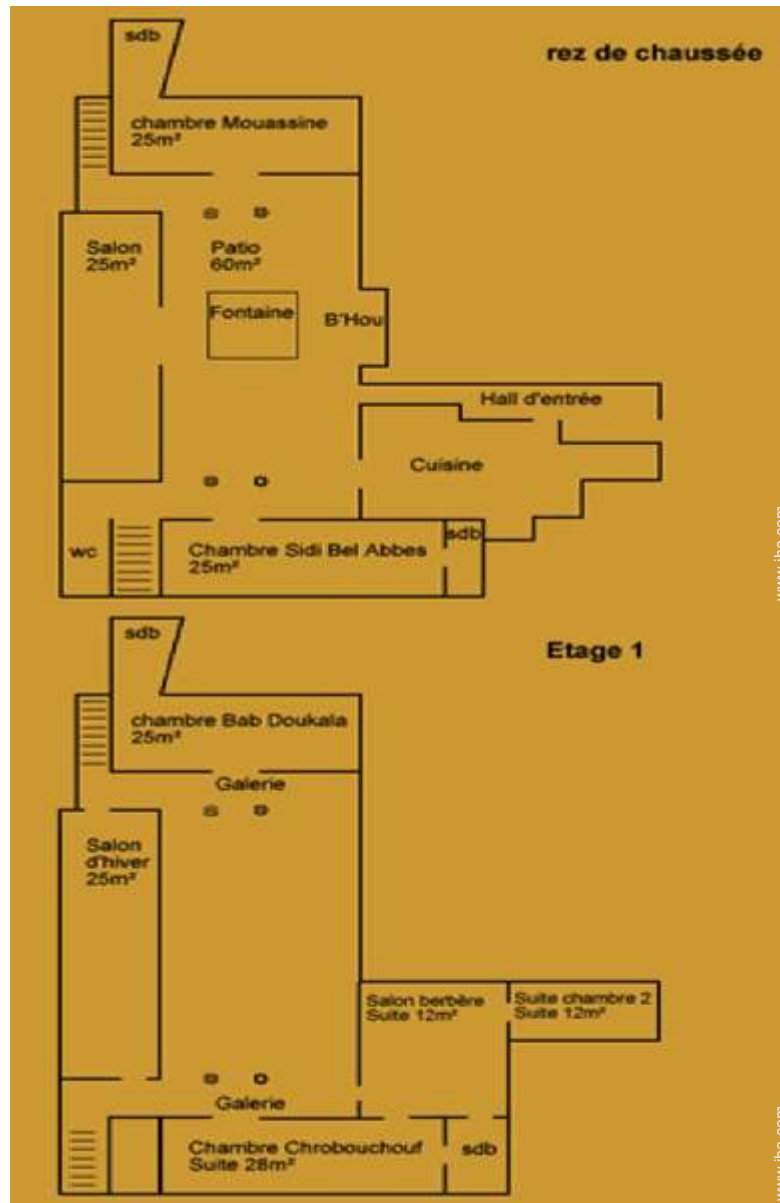 sdb
rez de chaussée
chambre Mouassine
25m²
Salon
25m²
Patio
60m²
Fontaine
B'Hou
Hall d'entrée
Cuisine
wc
Chambre Sidi Bel Abbes
25m²
sdb
sdb
Etage 1
chambre Bab Doukala
25m²
Galerie
Salon
d'hiver
25m²
Salon berbère
Suite 12m²
Suite chambre 2
Suite 12m²
Galerie
Chambre Chrobouchouf
Suite 28m²
sdb